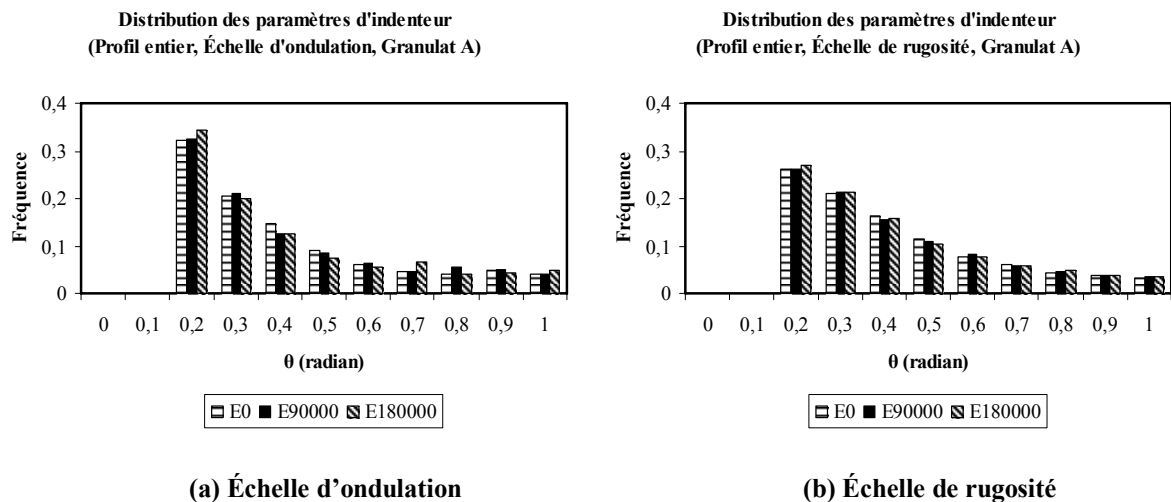 Distribution des paramètres d'indenteur
(Profil entier, Échelle d'ondulation, Granulat A)
0,4
0,3
0,2
0,1
0
Fréquence
0 0,1 0,2 0,3 0,4 0,5 0,6 0,7 0,8 0,9 1
θ (radian)
E0 E90000 E180000
(a) Échelle d’ondulation
Distribution des paramètres d'indenteur
(Profil entier, Échelle de rugosité, Granulat A)
0,4
0,3
0,2
0,1
0
Fréquence
0 0,1 0,2 0,3 0,4 0,5 0,6 0,7 0,8 0,9 1
θ (radian)
E0 E90000 E180000
(b) Échelle de rugosité